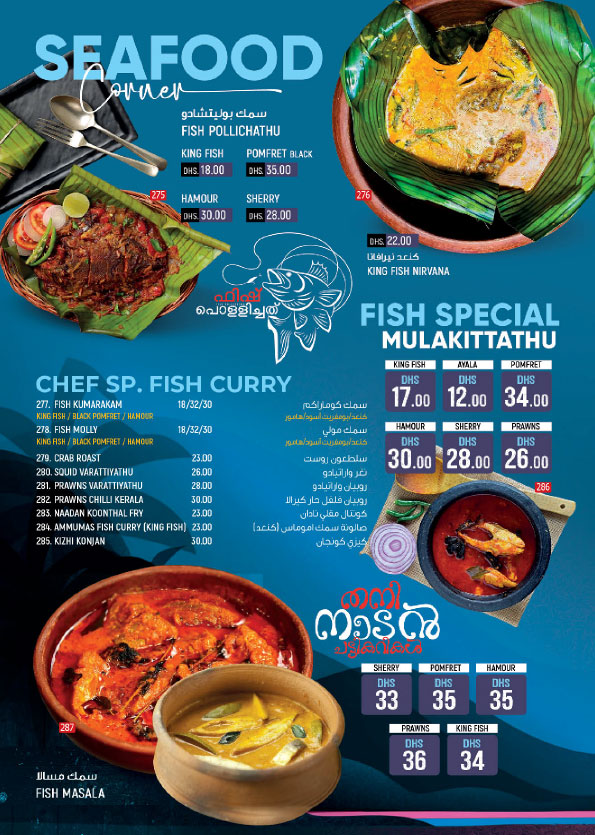 SEAFOOD
Corner
سمك بوليتشادو
FISH POLLICHATHU
KING FISH
DHS. 18.00
POMFRET BLACK
DHS. 35.00
HAMOUR
DHS. 30.00
SHERRY
DHS. 28.00
275
276
DHS. 22.00
كنعد نيرافانا
KING FISH NIRVANA
ഫിഷ്
പൊള്ളിച്ചത്
FISH SPECIAL
MULAKITTATHU
KING FISH
DHS
17.00
AYALA
DHS
12.00
POMFRET
DHS
34.00
HAMOUR
DHS
30.00
SHERRY
DHS
28.00
PRAWNS
DHS
26.00
286
CHEF SP. FISH CURRY
277. FISH KUMARAKAM 18/32/30 سمك كوماراكم
KING FISH / BLACK POMFRET / HAMOUR كنعد/بومفريت أسود/هامور
278. FISH MOLLY 18/32/30 سمك مولي
KING FISH / BLACK POMFRET / HAMOUR كنعد/بومفريت أسود/هامور
279. CRAB ROAST 23.00 سلطعون روست
280. SQUID VARATTIYATHU 26.00 نغر واراتيادو
281. PRAWNS VARATTIYATHU 28.00 روبيان واراتيادو
282. PRAWNS CHILLI KERALA 30.00 روبيان فلفل حار كيرالا
283. NAADAN KOONTHAL FRY 23.00 كونتال مقلي نادان
284. AMMUMAS FISH CURRY (KING FISH) 23.00 صالونة سمك اموماس (كنعد)
285. KIZHI KONJAN 30.00 كيزي كونجان
തനി
നാടൻ
SHERRY
DHS
33
POMFRET
DHS
35
HAMOUR
DHS
35
PRAWNS
DHS
36
KING FISH
DHS
34
287
سمك مسالا
FISH MASALA